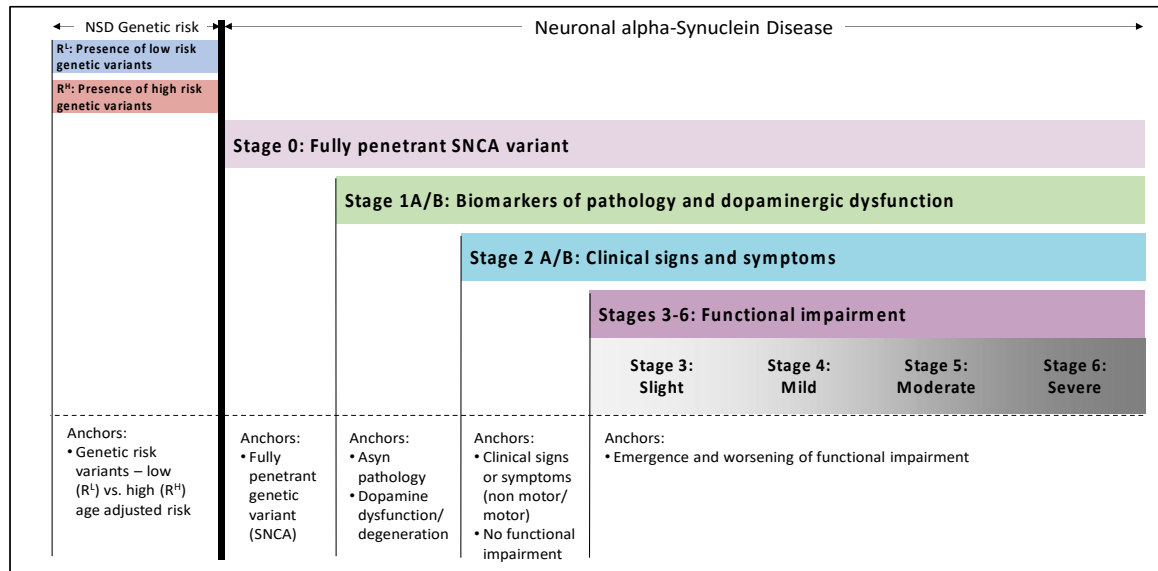 NSD Genetic risk
Neuronal alpha-Synuclein Disease
Rᴸ: Presence of low risk
genetic variants
Rᴴ: Presence of high risk
genetic variants
Stage 0: Fully penetrant SNCA variant
Stage 1A/B: Biomarkers of pathology and dopaminergic dysfunction
Stage 2 A/B: Clinical signs and symptoms
Stages 3-6: Functional impairment
Stage 3:
Slight
Stage 4:
Mild
Stage 5:
Moderate
Stage 6:
Severe
Anchors:
• Genetic risk
variants – low
(Rᴸ) vs. high (Rᴴ)
age adjusted risk
Anchors:
• Fully
penetrant
genetic
variant
(SNCA)
Anchors:
• Asyn
pathology
• Dopamine
dysfunction/
degeneration
Anchors:
• Clinical signs
or symptoms
(non motor/
motor)
• No functional
impairment
Anchors:
• Emergence and worsening of functional impairment